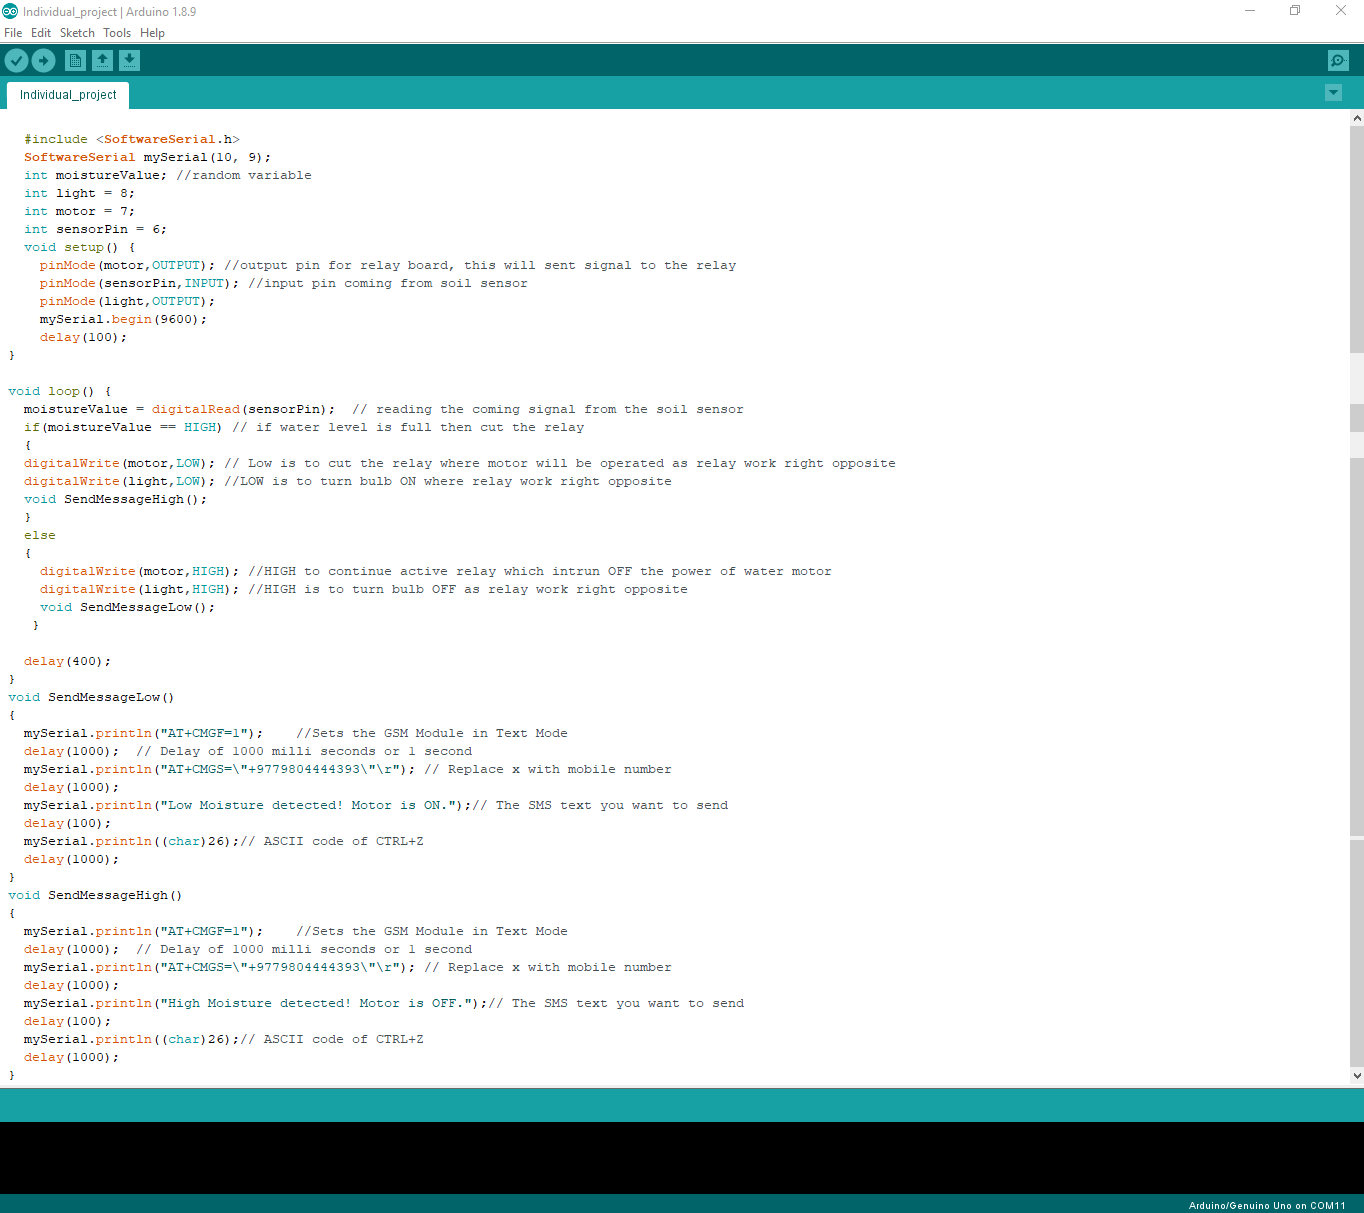 Individual_project | Arduino 1.8.9
File Edit Sketch Tools Help
Individual_project
#include <SoftwareSerial.h>
SoftwareSerial mySerial(10, 9);
int moistureValue; //random variable
int light = 8;
int motor = 7;
int sensorPin = 6;
void setup() {
pinMode(motor,OUTPUT); //output pin for relay board, this will sent signal to the relay
pinMode(sensorPin,INPUT); //input pin coming from soil sensor
pinMode(light,OUTPUT);
mySerial.begin(9600);
delay(100);
}
void loop() {
moistureValue = digitalRead(sensorPin);  // reading the coming signal from the soil sensor
if(moistureValue == HIGH) // if water level is full then cut the relay
{
digitalWrite(motor,LOW); // Low is to cut the relay where motor will be operated as relay work right opposite
digitalWrite(light,LOW); //LOW is to turn bulb ON where relay work right opposite
void SendMessageHigh();
}
else
{
digitalWrite(motor,HIGH); //HIGH to continue active relay which intrun OFF the power of water motor
digitalWrite(light,HIGH); //HIGH is to turn bulb OFF as relay work right opposite
void SendMessageLow();
}
delay(400);
}
void SendMessageLow()
{
mySerial.println("AT+CMGF=1");    //Sets the GSM Module in Text Mode
delay(1000);  // Delay of 1000 milli seconds or 1 second
mySerial.println("AT+CMGS=\"+9779804444393\"\r"); // Replace x with mobile number
delay(1000);
mySerial.println("Low Moisture detected! Motor is ON.");// The SMS text you want to send
delay(100);
mySerial.println((char)26);// ASCII code of CTRL+Z
delay(1000);
}
void SendMessageHigh()
{
mySerial.println("AT+CMGF=1");    //Sets the GSM Module in Text Mode
delay(1000);  // Delay of 1000 milli seconds or 1 second
mySerial.println("AT+CMGS=\"+9779804444393\"\r"); // Replace x with mobile number
delay(1000);
mySerial.println("High Moisture detected! Motor is OFF.");// The SMS text you want to send
delay(100);
mySerial.println((char)26);// ASCII code of CTRL+Z
delay(1000);
}
Arduino/Genuino Uno on COM11